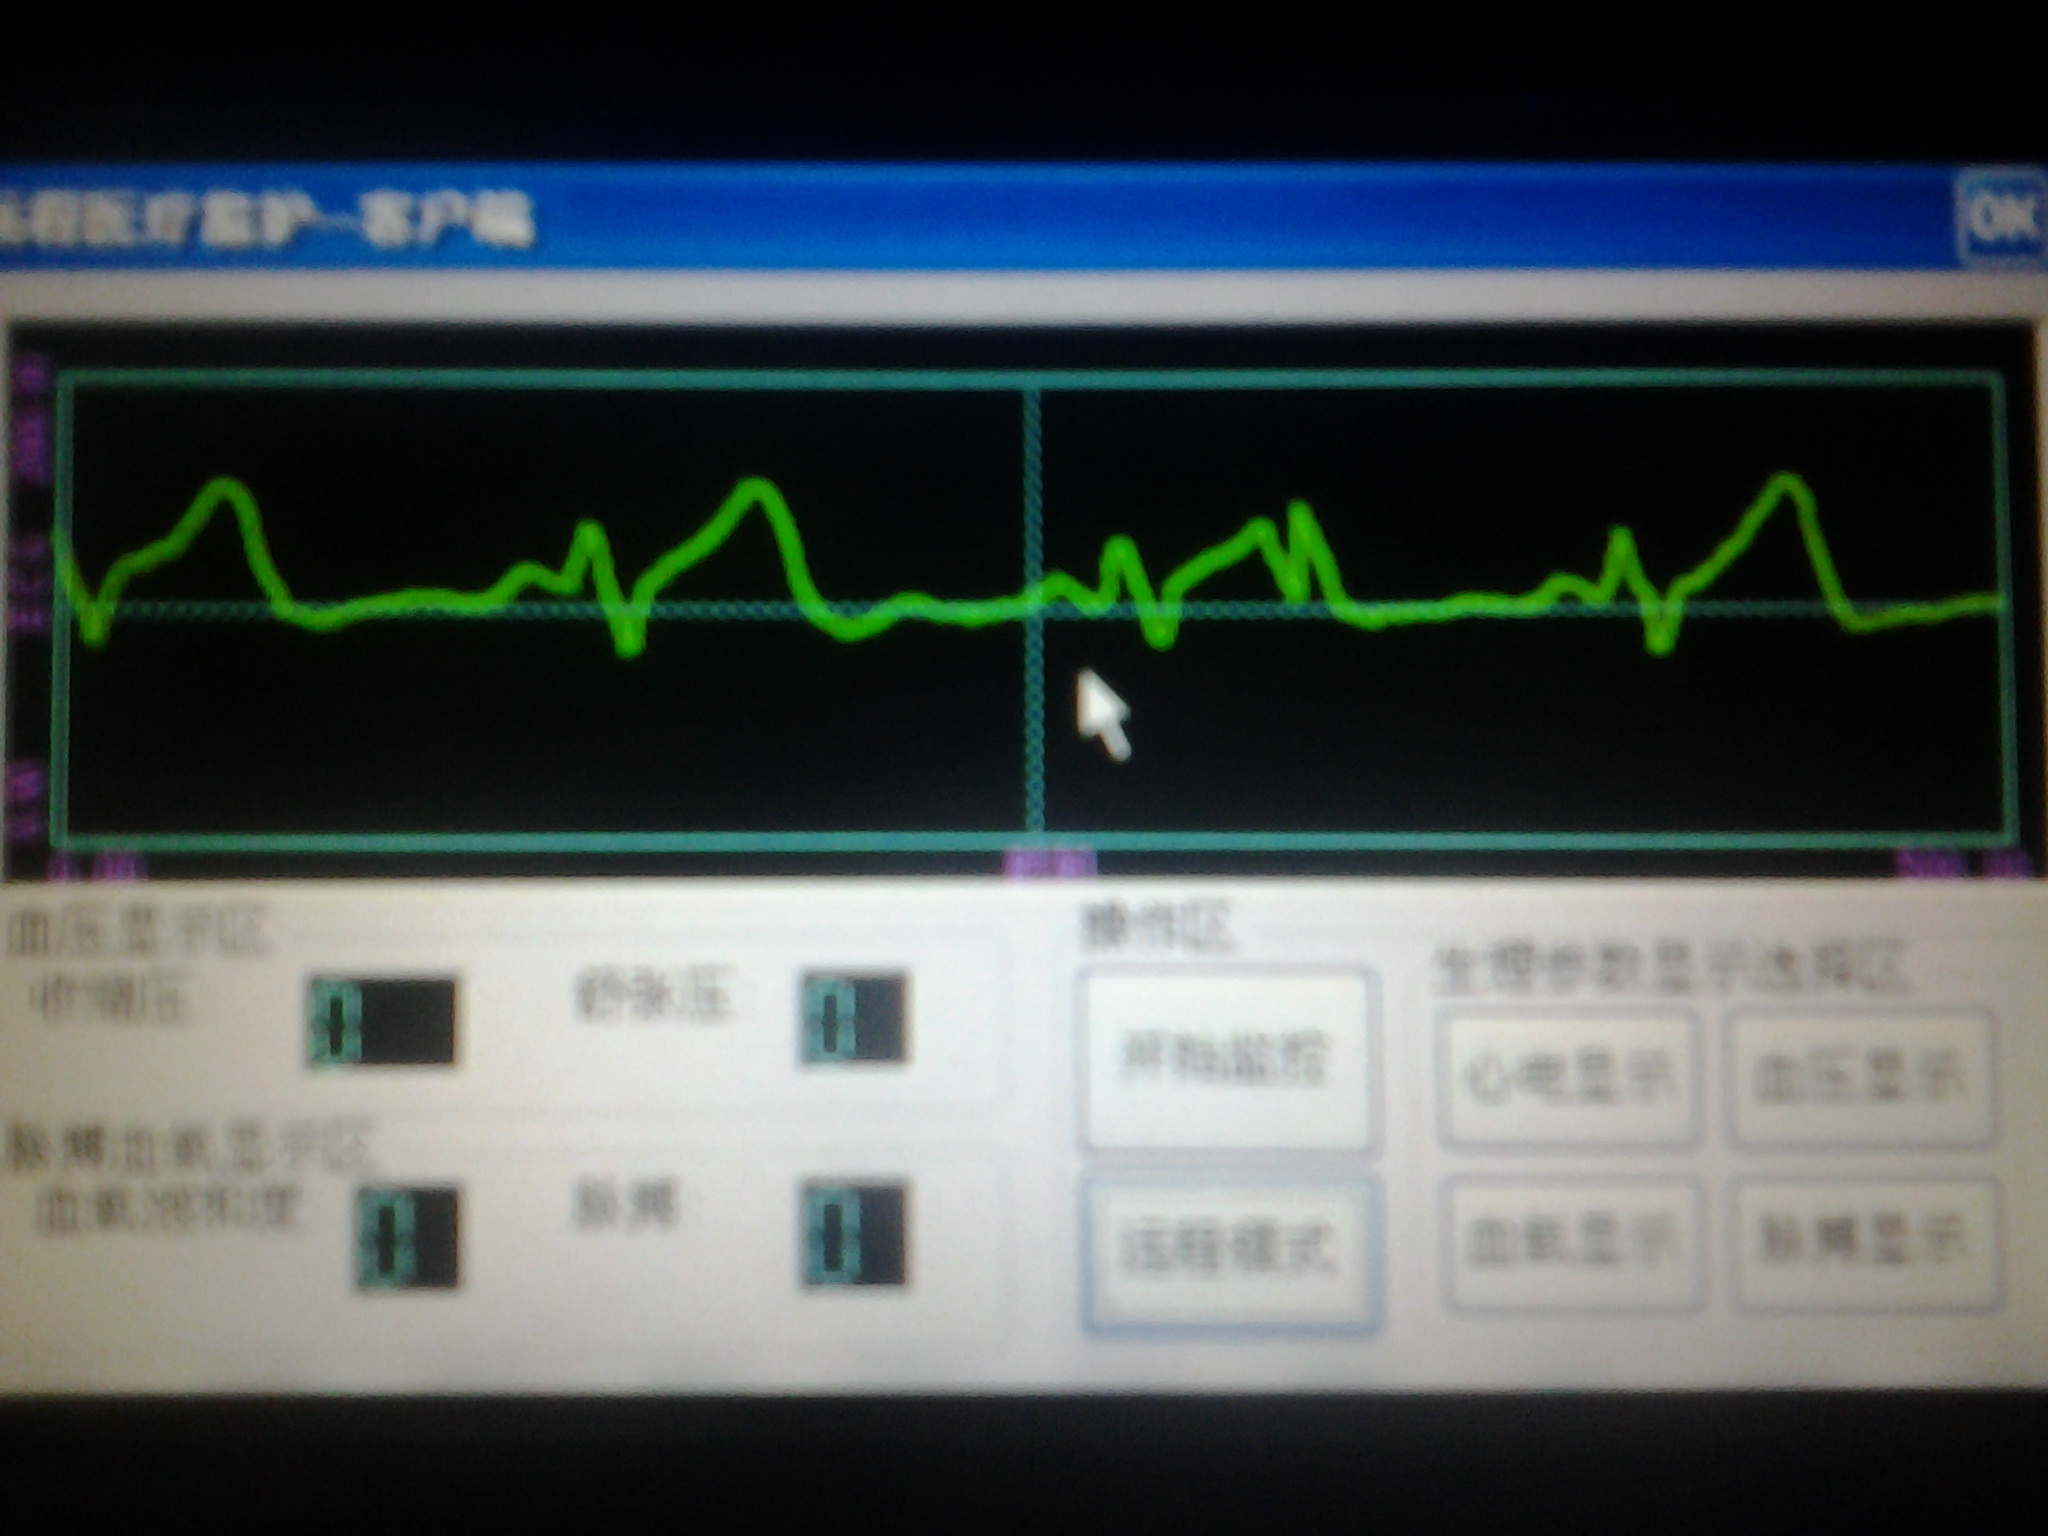 远程医疗监护--客户端
OK
血压显示区
收缩压 0
舒张压 0
脉搏血氧显示区
血氧饱和度 0
脉搏 0
操作区
开始监控
远程模式
生理参数显示选择区
心电显示
血压显示
血氧显示
脉搏显示